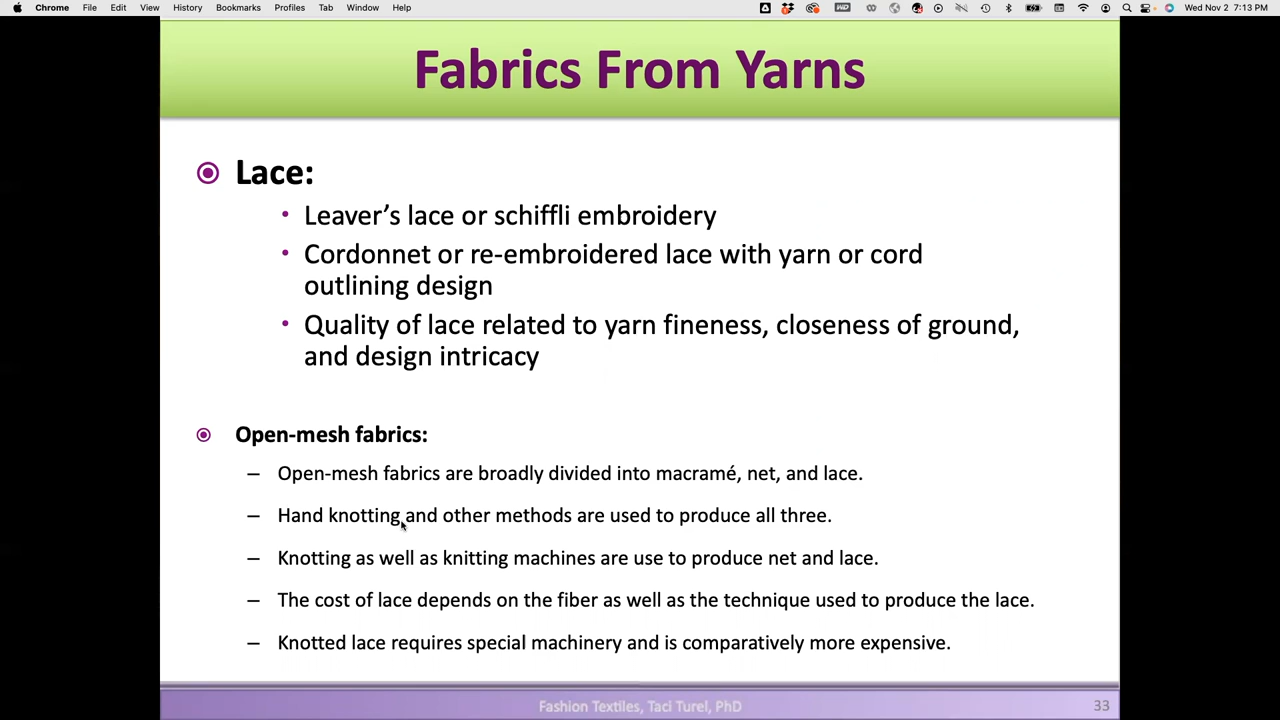 Chrome File Edit View History Bookmarks Profiles Tab Window Help Wed Nov 2 7:13 PM
Fabrics From Yarns
Lace:
• Leaver’s lace or schiffli embroidery
• Cordonnet or re-embroidered lace with yarn or cord
outlining design
• Quality of lace related to yarn fineness, closeness of ground,
and design intricacy
Open-mesh fabrics:
– Open-mesh fabrics are broadly divided into macramé, net, and lace.
– Hand knotting and other methods are used to produce all three.
– Knotting as well as knitting machines are use to produce net and lace.
– The cost of lace depends on the fiber as well as the technique used to produce the lace.
– Knotted lace requires special machinery and is comparatively more expensive.
Fashion Textiles, Taci Turel, PhD 33